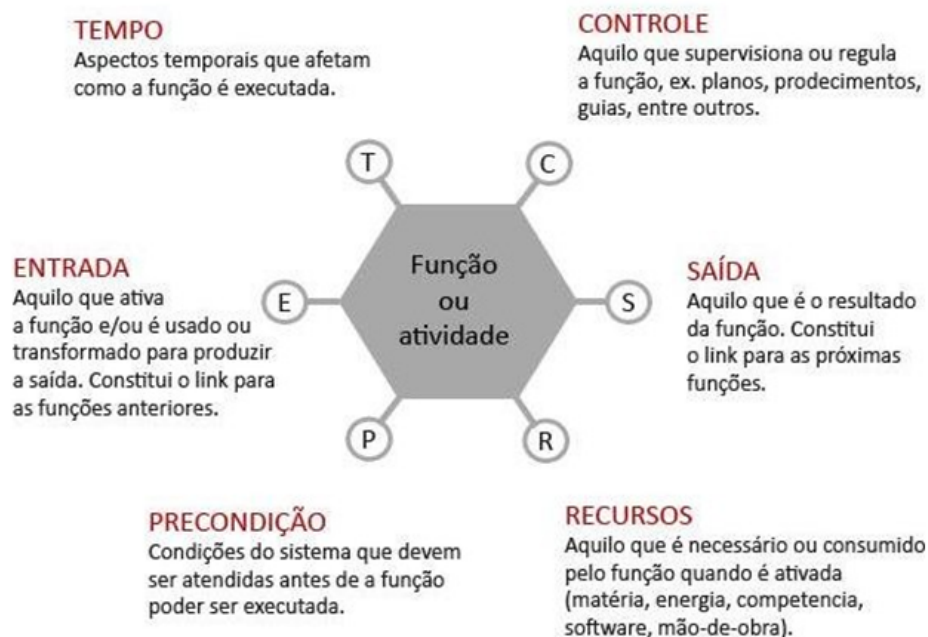 TEMPO
Aspectos temporais que afetam
como a função é executada.
CONTROLE
Aquilo que supervisiona ou regula
a função, ex. planos, prodecimentos,
guias, entre outros.
T
C
ENTRADA
Aquilo que ativa
a função e/ou é usado ou
transformado para produzir
a saída. Constitui o link para
as funções anteriores.
E
Função
ou
atividade
S
SAÍDA
Aquilo que é o resultado
da função. Constitui
o link para as próximas
funções.
P
R
PRECONDIÇÃO
Condições do sistema que devem
ser atendidas antes de a função
poder ser executada.
RECURSOS
Aquilo que é necessário ou consumido
pelo função quando é ativada
(matéria, energia, competencia,
software, mão-de-obra).